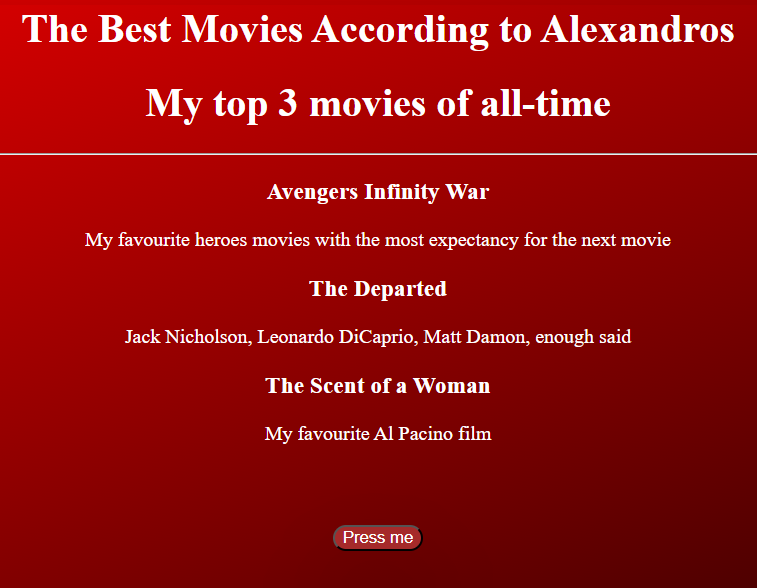 The Best Movies According to Alexandros
My top 3 movies of all-time
Avengers Infinity War
My favourite heroes movies with the most expectancy for the next movie
The Departed
Jack Nicholson, Leonardo DiCaprio, Matt Damon, enough said
The Scent of a Woman
My favourite Al Pacino film
Press me